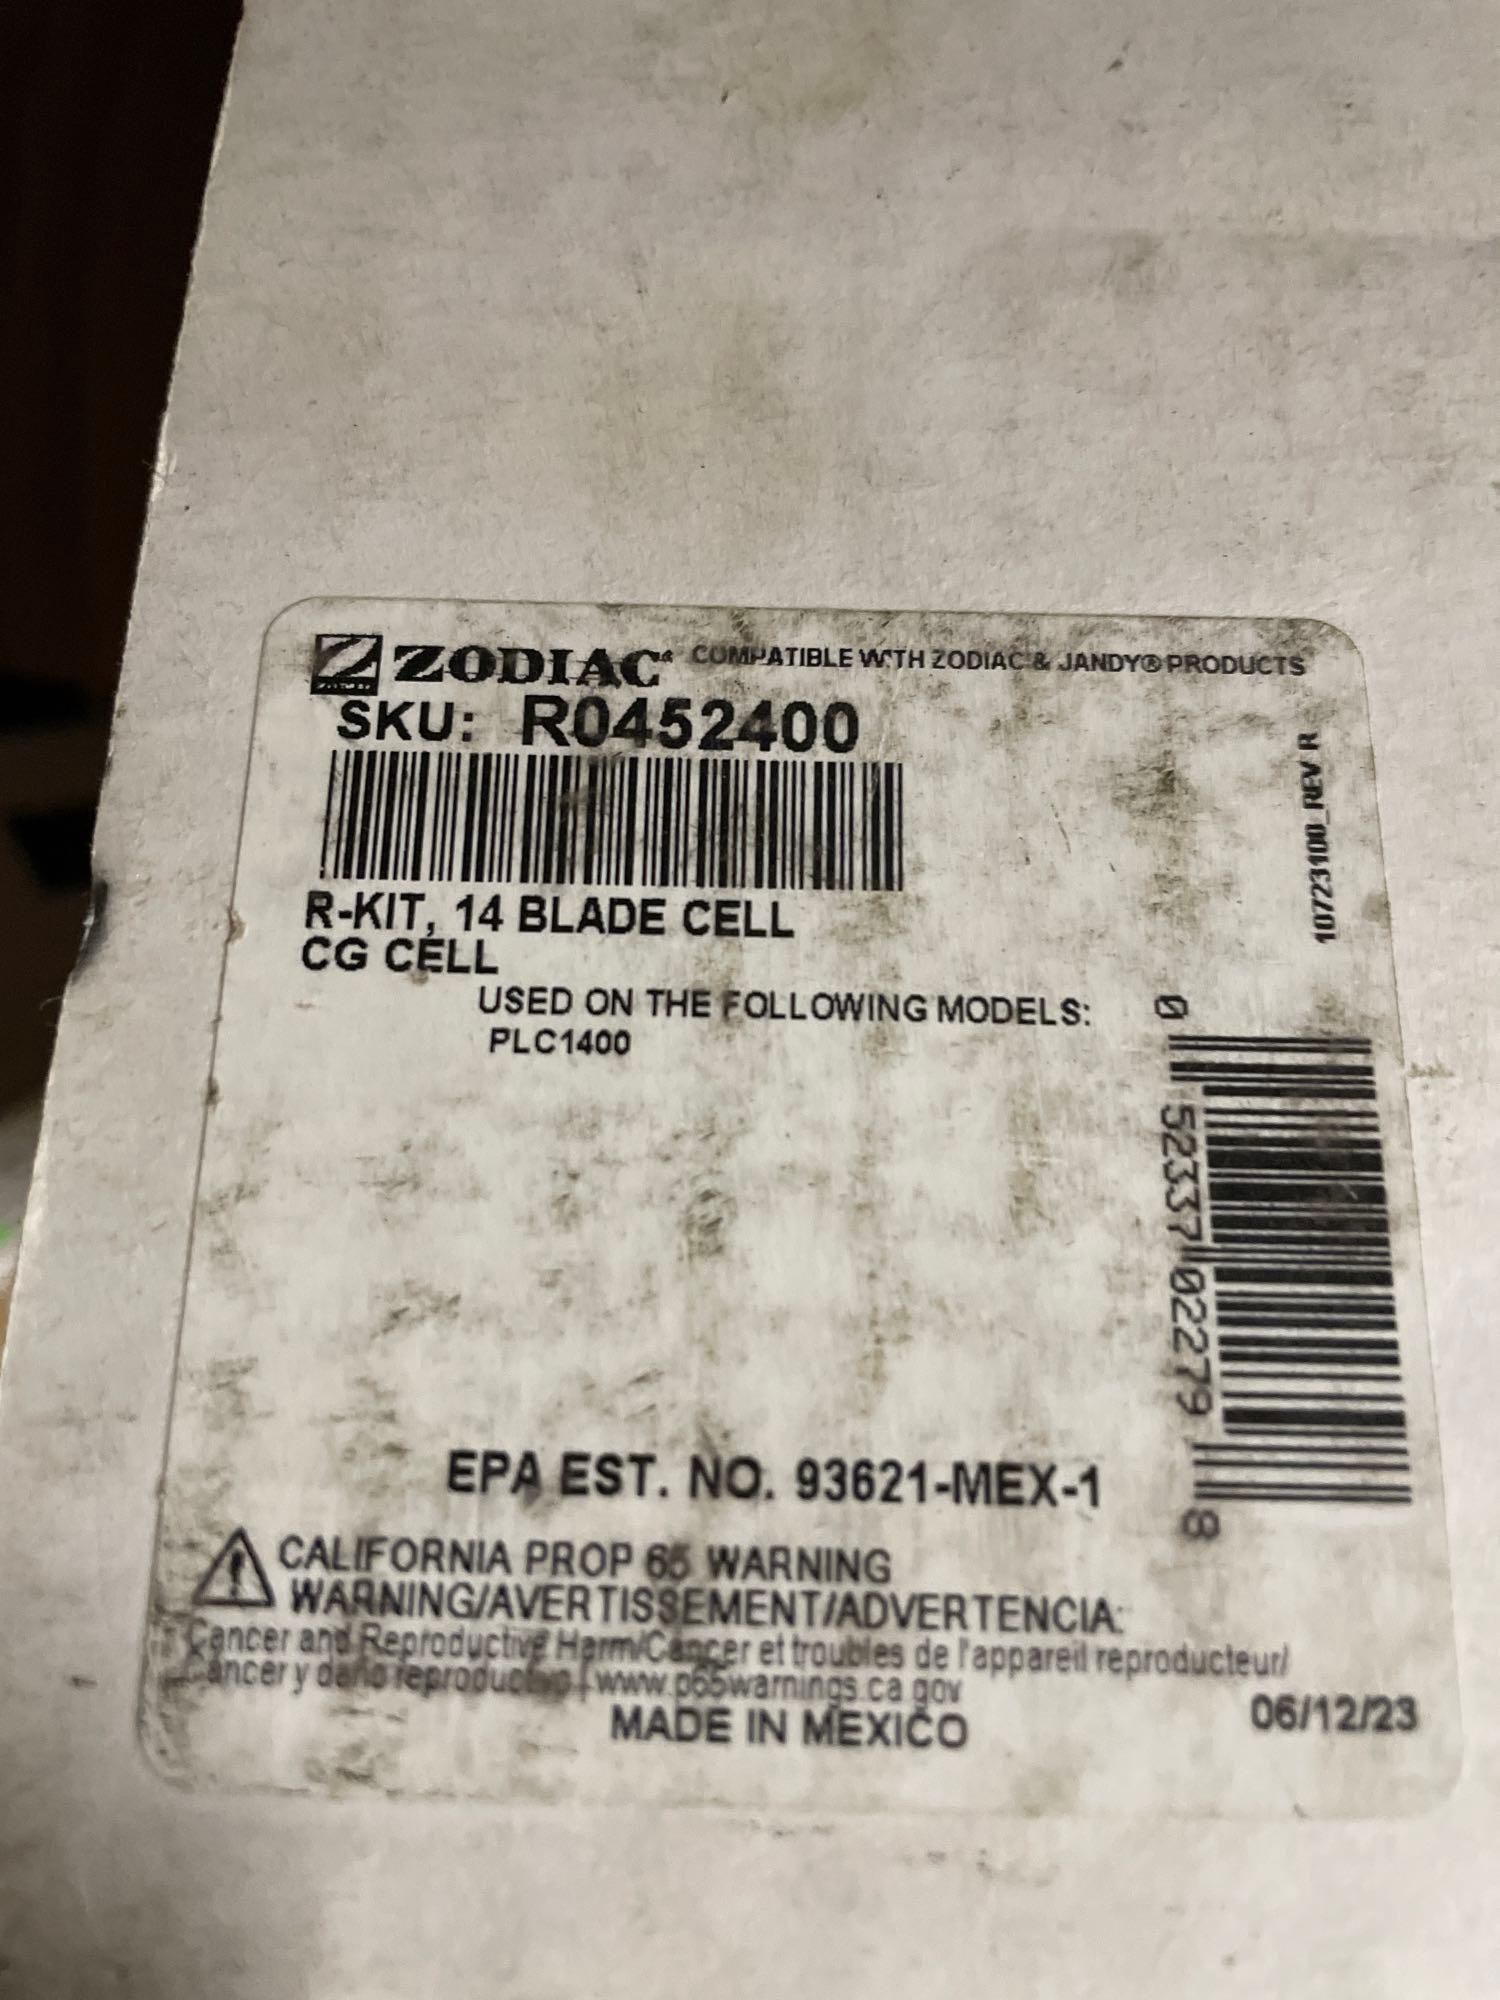 ZODIAC COMPATIBLE WITH ZODIAC & JANDY® PRODUCTS
SKU: R0452400
R-KIT, 14 BLADE CELL
CG CELL
USED ON THE FOLLOWING MODELS:
PLC1400
107723100_REV R
0 52337 02279 8
EPA EST. NO. 93621-MEX-1
CALIFORNIA PROP 65 WARNING
WARNING/AVERTISSEMENT/ADVERTENCIA:
Cancer and Reproductive Harm/Cancer et troubles de l'appareil reproducteur/
Cáncer y daño reproductivo | www.p65warnings.ca.gov
MADE IN MEXICO
06/12/23